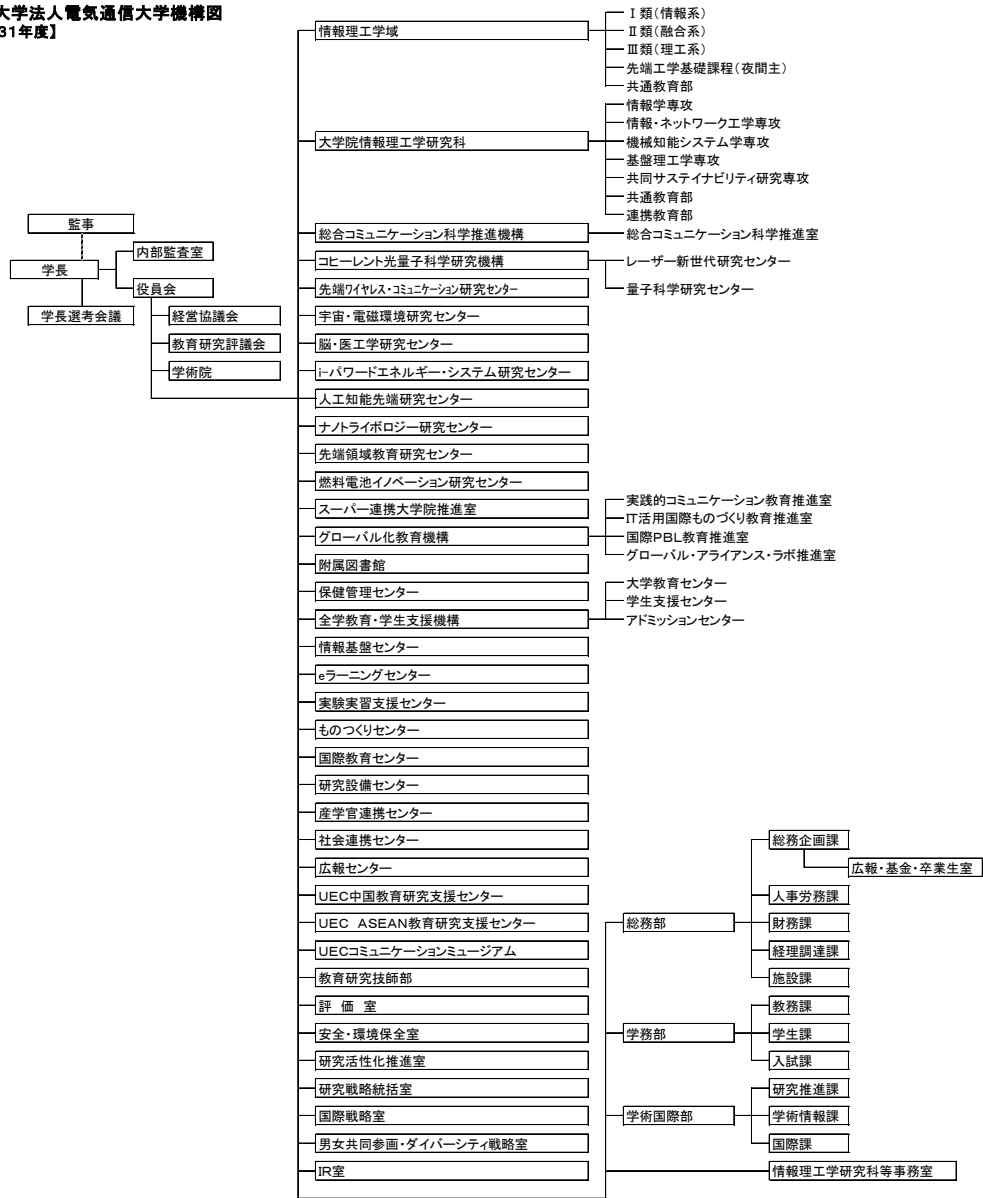 大学法人電気通信大学機構図
31年度】
監事
学長
学長選考会議
内部監査室
役員会
経営協議会
教育研究評議会
学術院
情報理工学域
Ⅰ類(情報系)
Ⅱ類(融合系)
Ⅲ類(理工系)
先端工学基礎課程(夜間主)
共通教育部
大学院情報理工学研究科
情報学専攻
情報・ネットワーク工学専攻
機械知能システム学専攻
基盤理工学専攻
共同サステイナビリティ研究専攻
共通教育部
連携教育部
総合コミュニケーション科学推進機構
総合コミュニケーション科学推進室
コヒーレント光量子科学研究機構
レーザー新世代研究センター
量子科学研究センター
先端ワイヤレス・コミュニケーション研究センター
宇宙・電磁環境研究センター
脳・医工学研究センター
i-パワードエネルギー・システム研究センター
人工知能先端研究センター
ナノトライボロジー研究センター
先端領域教育研究センター
燃料電池イノベーション研究センター
スーパー連携大学院推進室
グローバル化教育機構
実践的コミュニケーション教育推進室
IT活用国際ものづくり教育推進室
国際PBL教育推進室
グローバル・アライアンス・ラボ推進室
附属図書館
保健管理センター
全学教育・学生支援機構
大学教育センター
学生支援センター
アドミッションセンター
情報基盤センター
eラーニングセンター
実験実習支援センター
ものつくりセンター
国際教育センター
研究設備センター
産学官連携センター
社会連携センター
広報センター
UEC中国教育研究支援センター
UEC ASEAN教育研究支援センター
UECコミュニケーションミュージアム
教育研究技師部
評 価 室
安全・環境保全室
研究活性化推進室
研究戦略統括室
国際戦略室
男女共同参画・ダイバーシティ戦略室
IR室
総務部
総務企画課
広報・基金・卒業生室
人事労務課
財務課
経理調達課
施設課
学務部
教務課
学生課
入試課
学術国際部
研究推進課
学術情報課
国際課
情報理工学研究科等事務室